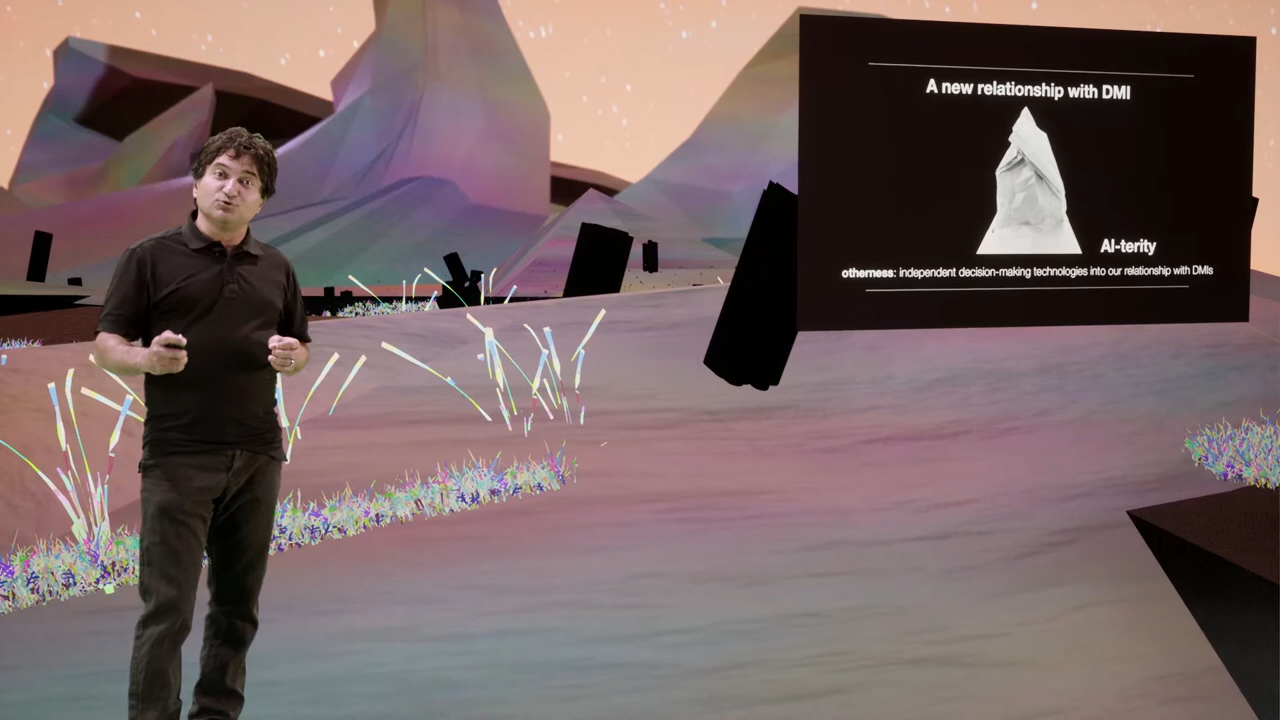 A new relationship with DMI
AI-terity
otherness: independent decision-making technologies into our relationship with DMIs